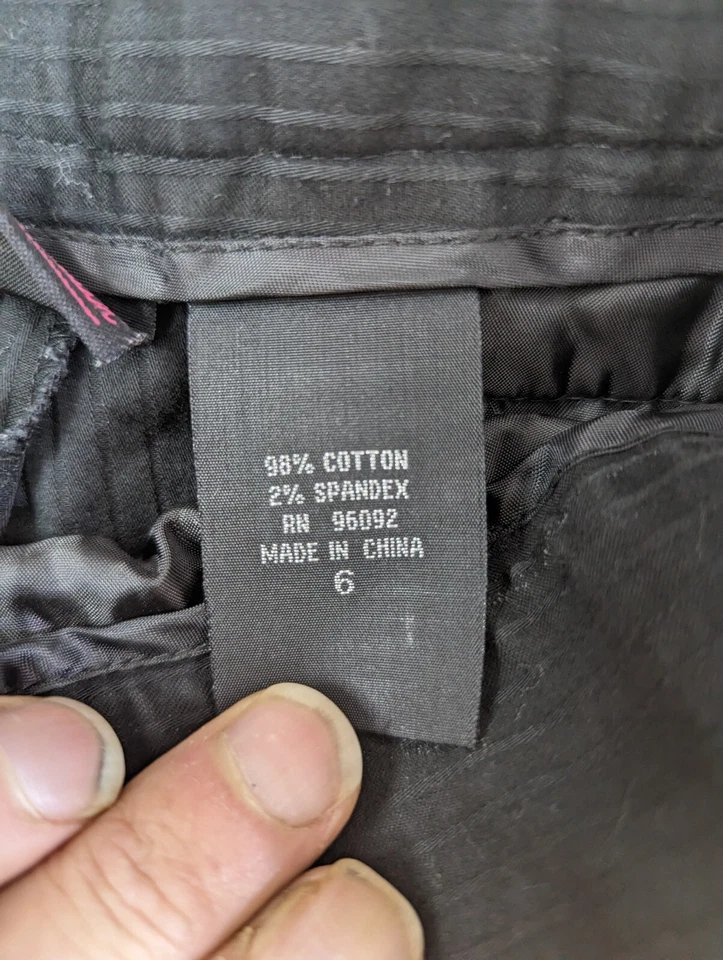 98% COTTON
2% SPANDEX
RN 96092
MADE IN CHINA
6